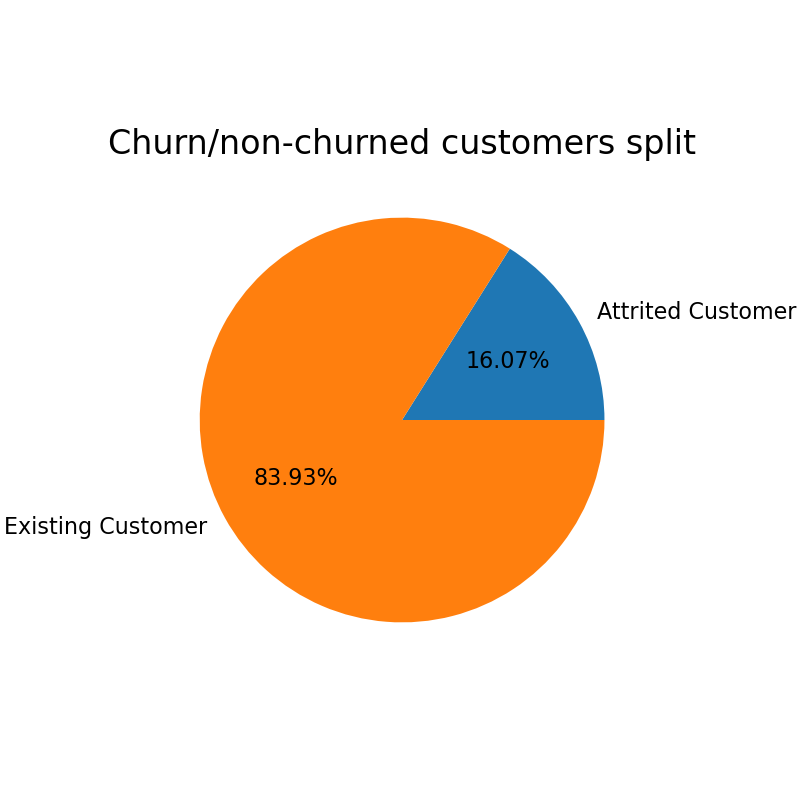 Churn/non-churned customers split
Attrited Customer
16.07%
83.93%
Existing Customer